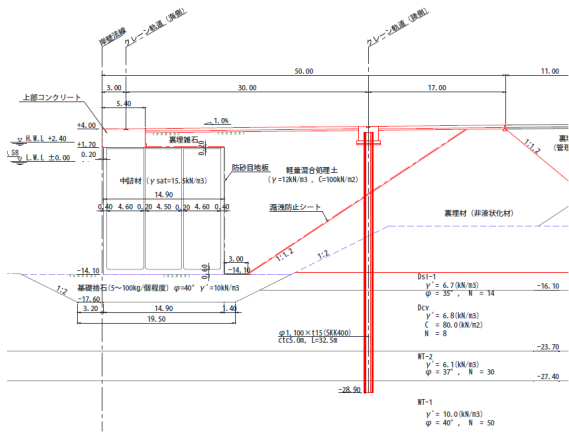 岸壁法線
クレーン軌道（海側）
クレーン軌道（陸側）
50.00
11.00
3.00
30.00
17.00
上部コンクリート
5.40
1.0%
+4.00
裏埋雑石
H.W.L +2.40
+1.70
0.20
L.W.L ±0.00
0.20
防砂目地板
軽量混合処理土
(γ=12kN/m3 , C=100kN/m2)
中詰材(γsat=15.5kN/m3)
14.90
漏洩防止シート
0.40 4.60 0.20 4.50 0.20 4.60 0.40
1:1.2
裏埋
(管理
裏埋材（非液状化材）
1:1.2
1:2
3.00
-14.10
0.60
-14.10
基礎捨石(5～100kg/個程度) φ=40° γ'=10kN/m3
1:2
-17.60
3.20
14.90
1.40
19.50
Ds1-1
γ'= 6.7(kN/m3)
φ = 35°, N = 14
-16.10
Dcv
γ'= 6.8(kN/m3)
C = 80.0(kN/m2)
N = 8
φ1,100×t15(SKK400)
ctc5.0m, L=32.5m
-23.70
WT-2
γ'= 6.1(kN/m3)
φ = 37°, N = 30
-27.40
-28.90
WT-1
γ'= 10.0(kN/m3)
φ = 40°, N = 50